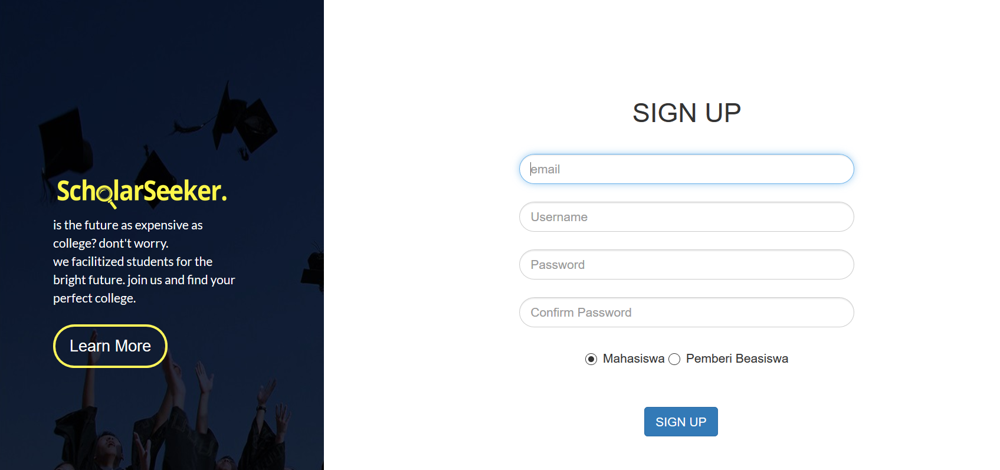 ScholarSeeker.
is the future as expensive as
college? dont't worry.
we facilitized students for the
bright future. join us and find your
perfect college.
Learn More
SIGN UP
email
Username
Password
Confirm Password
Mahasiswa Pemberi Beasiswa
SIGN UP